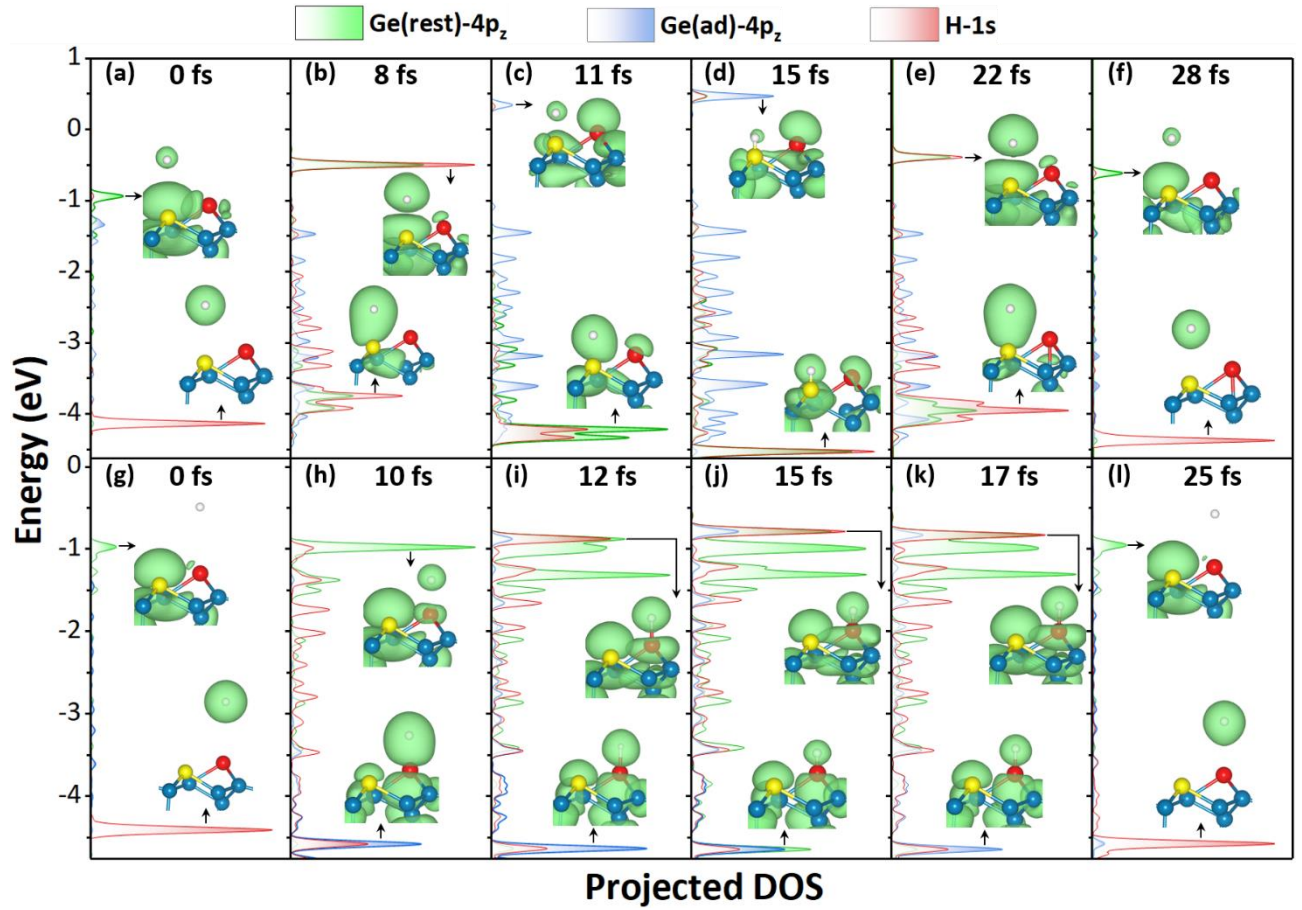 Ge(rest)-4pz Ge(ad)-4pz H-1s
Energy (eV)
1
0
-1
-2
-3
-4
(a) 0 fs
(b) 8 fs
(c) 11 fs
(d) 15 fs
(e) 22 fs
(f) 28 fs
0
-1
-2
-3
-4
(g) 0 fs
(h) 10 fs
(i) 12 fs
(j) 15 fs
(k) 17 fs
(l) 25 fs
Projected DOS